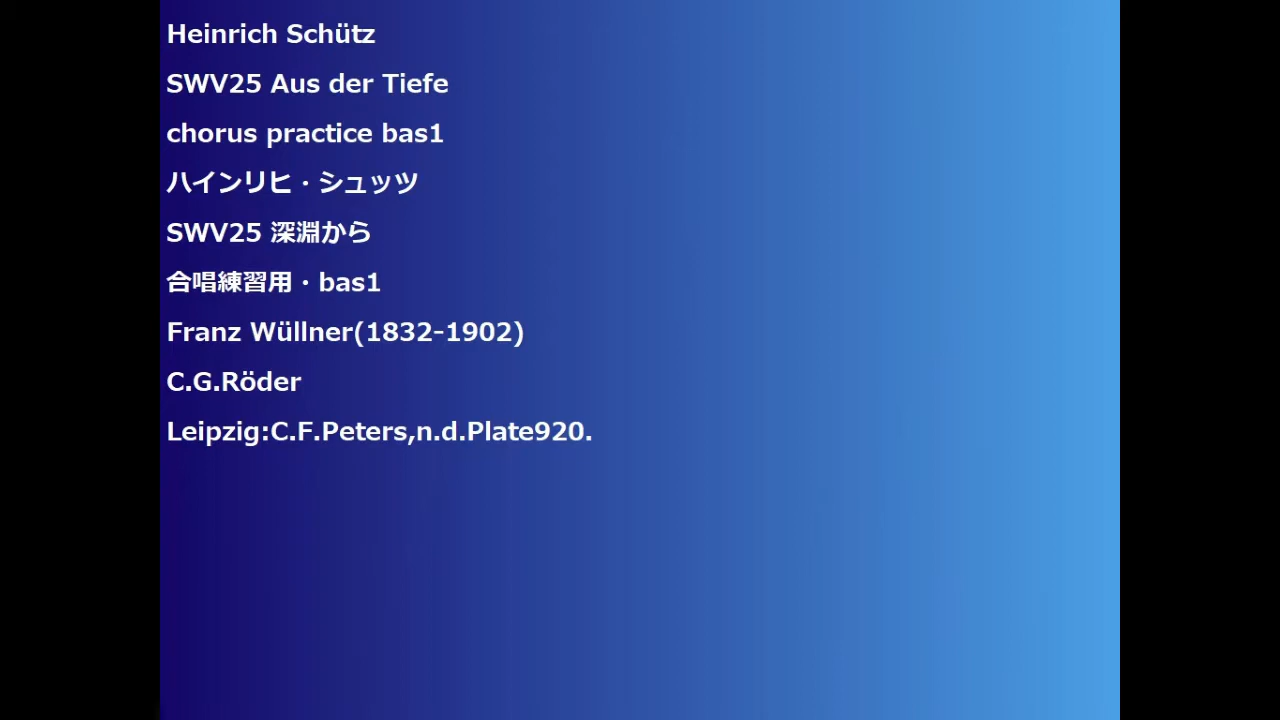 Heinrich Schütz
SWV25 Aus der Tiefe
chorus practice bas1
ハインリヒ・シュッツ
SWV25 深淵から
合唱練習用・bas1
Franz Wüllner(1832-1902)
C.G.Röder
Leipzig:C.F.Peters,n.d.Plate920.